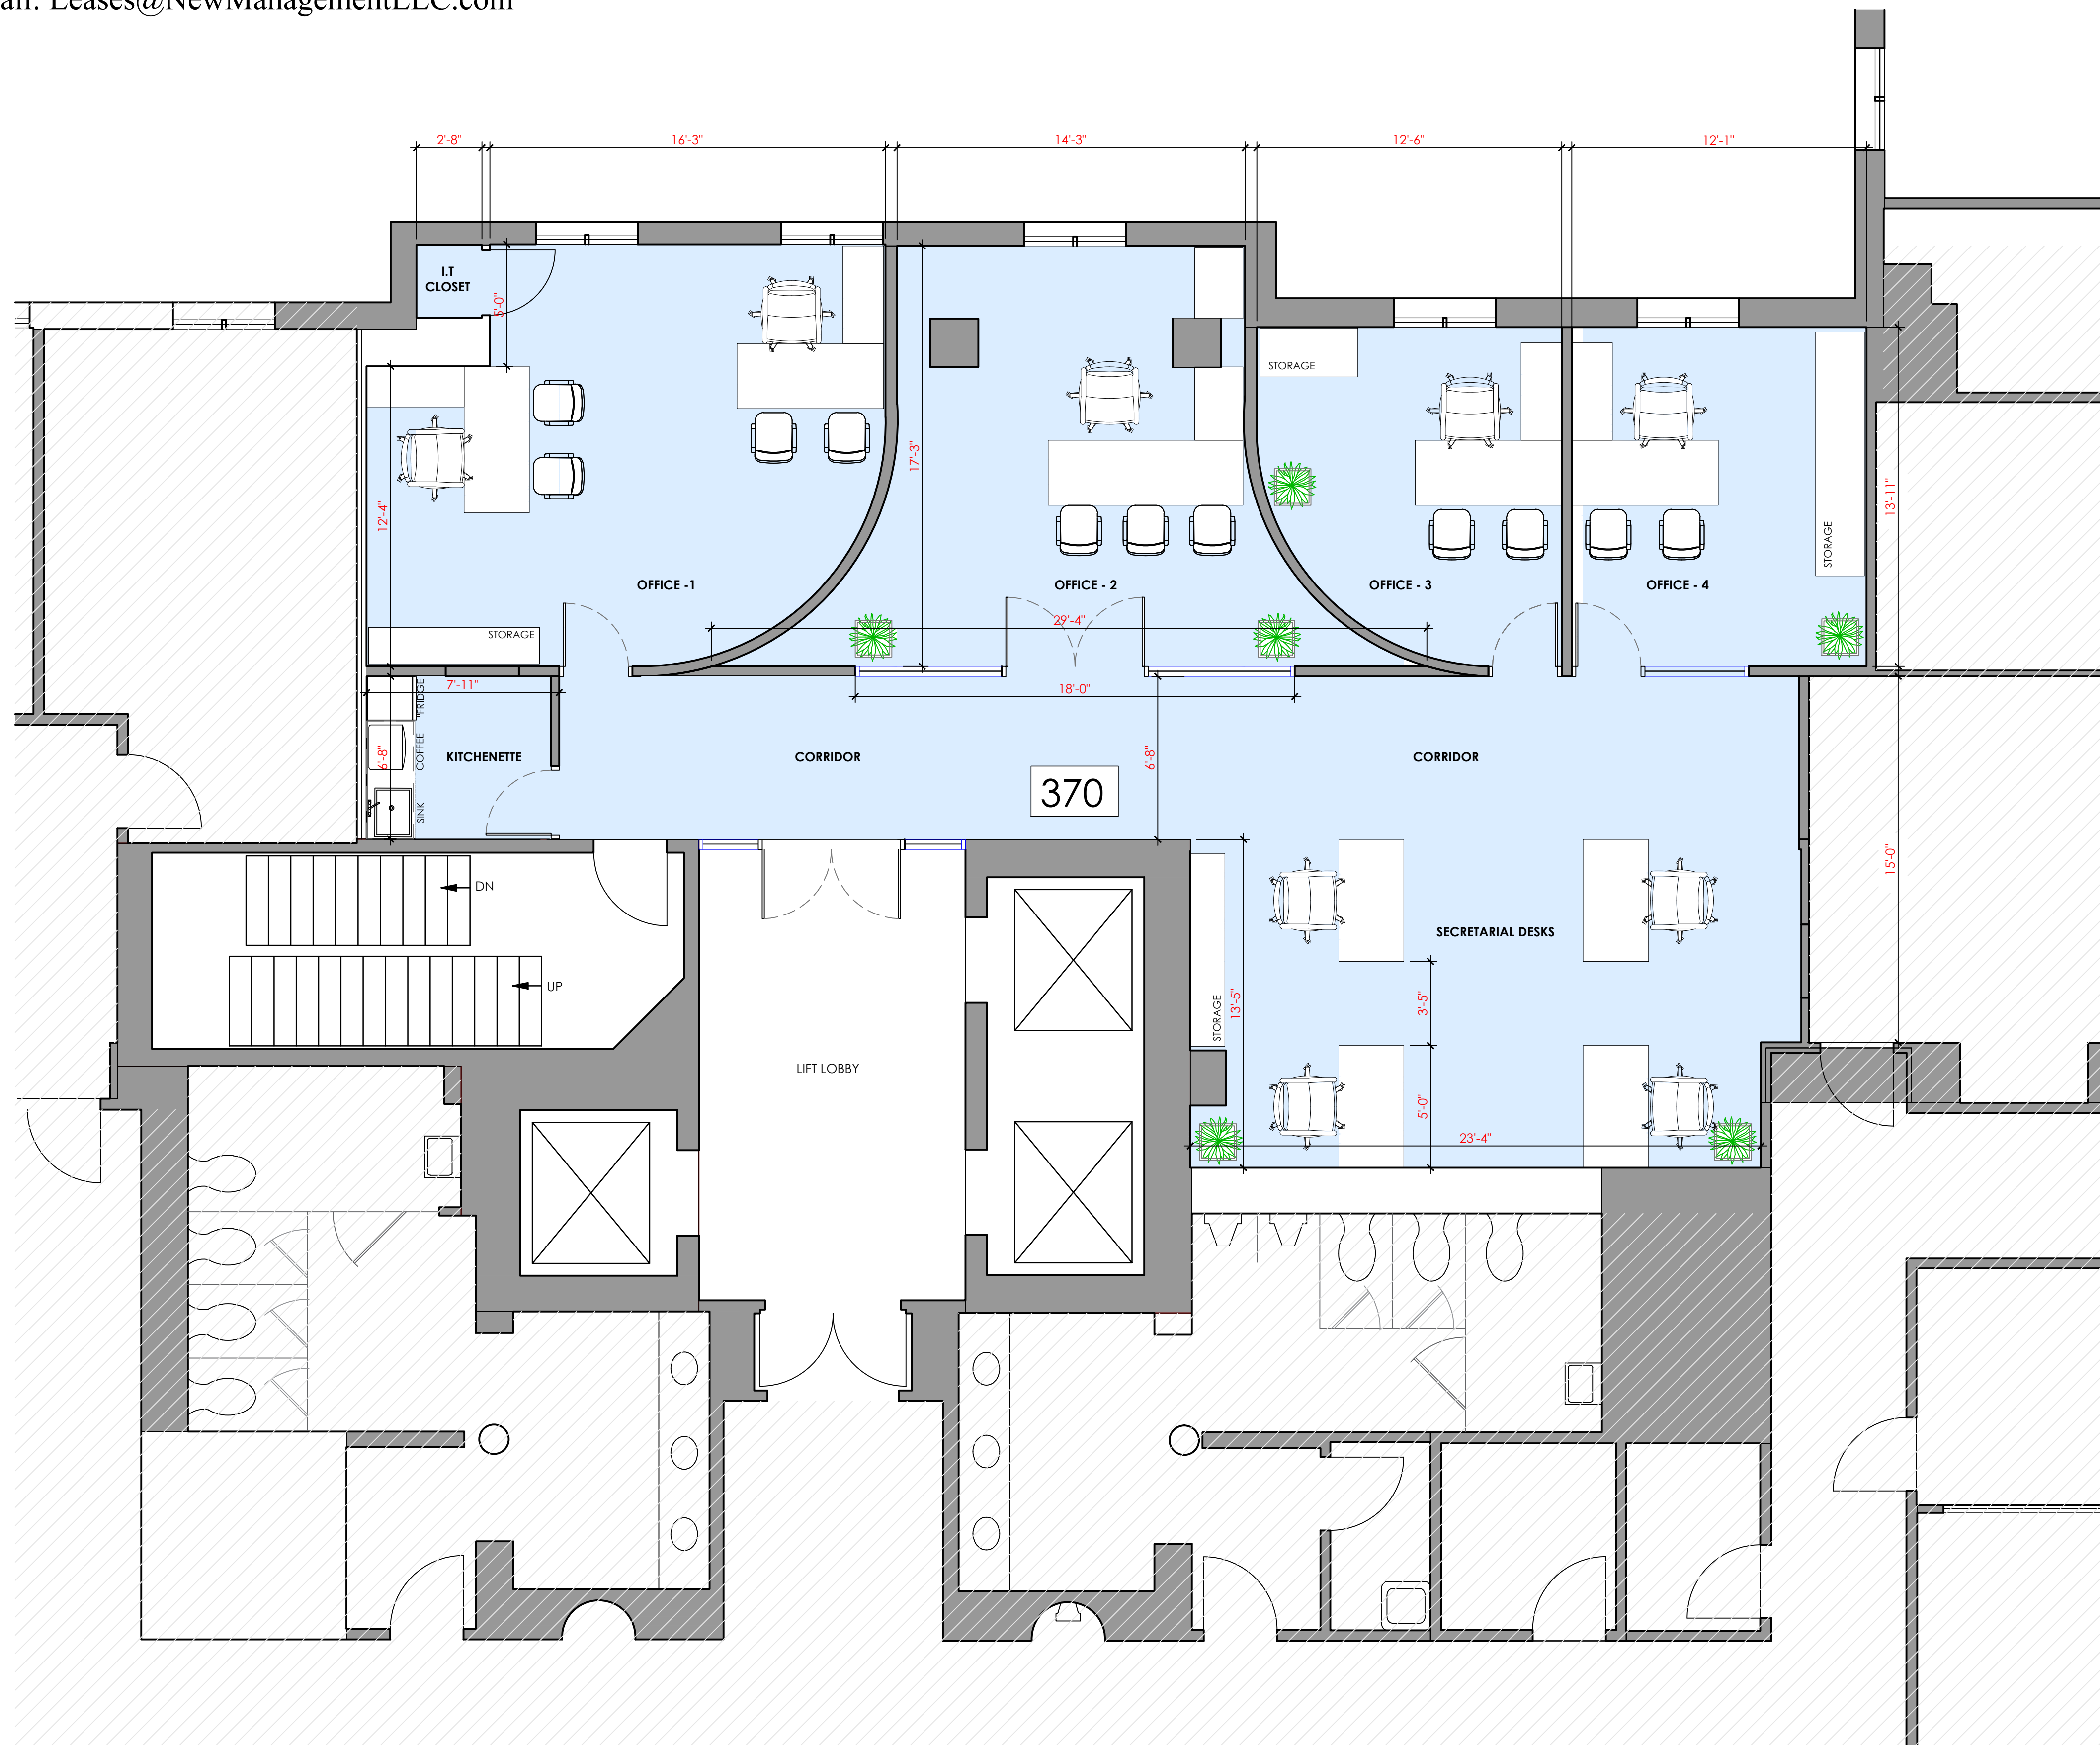 Leases@NewManagementLLC.com
2'-8"
16'-3"
14'-3"
12'-6"
12'-1"
I.T
CLOSET
5'-0"
STORAGE
17'-3"
12'-4"
13'-11"
STORAGE
OFFICE -1
OFFICE - 2
OFFICE - 3
OFFICE - 4
29'-4"
STORAGE
7'-11"
FRIDGE
18'-0"
COFFEE
6'-8"
KITCHENETTE
CORRIDOR
6'-8"
CORRIDOR
370
SINK
15'-0"
DN
SECRETARIAL DESKS
UP
STORAGE
13'-5"
3'-5"
LIFT LOBBY
5'-0"
23'-4"